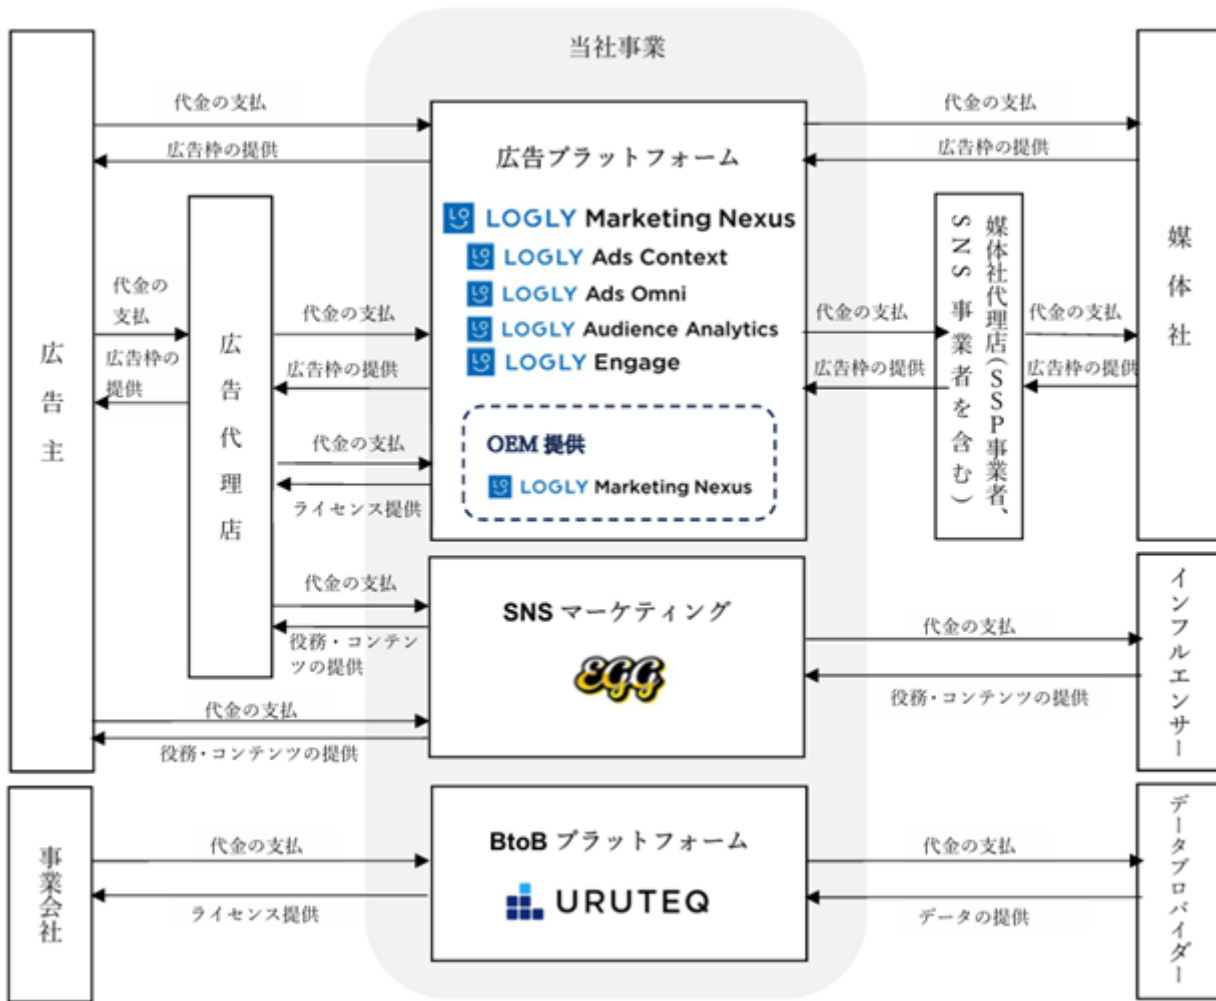 当社事業
代金の支払
広告枠の提供
代金の支払
広告枠の提供
広告プラットフォーム
LOGLY Marketing Nexus
LOGLY Ads Context
LOGLY Ads Omni
LOGLY Audience Analytics
LOGLY Engage
OEM 提供
LOGLY Marketing Nexus
広告主
代金の
支払
広告枠の
提供
広告代理店
代金の支払
広告枠の提供
代金の支払
ライセンス提供
代金の支払
広告枠の提供
媒体社代理店(SSP事業者、
SNS 事業者を含む)
代金の支払
広告枠の提供
媒体社
代金の支払
役務・コンテン
ツの提供
代金の支払
役務・コンテンツの提供
SNS マーケティング
EGG
代金の支払
役務・コンテンツの提供
インフルエンサー
事業会社
代金の支払
ライセンス提供
BtoB プラットフォーム
URUTEQ
代金の支払
データの提供
データプロバイダー